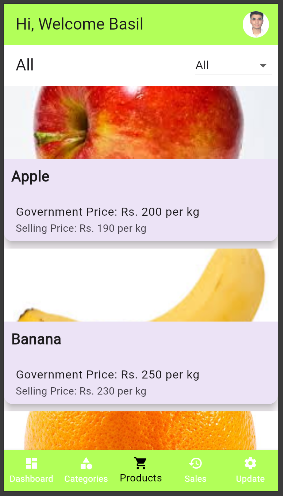 Hi, Welcome Basil
All
All
Apple
Government Price: Rs. 200 per kg
Selling Price: Rs. 190 per kg
Banana
Government Price: Rs. 250 per kg
Selling Price: Rs. 230 per kg
Dashboard Categories Products Sales Update